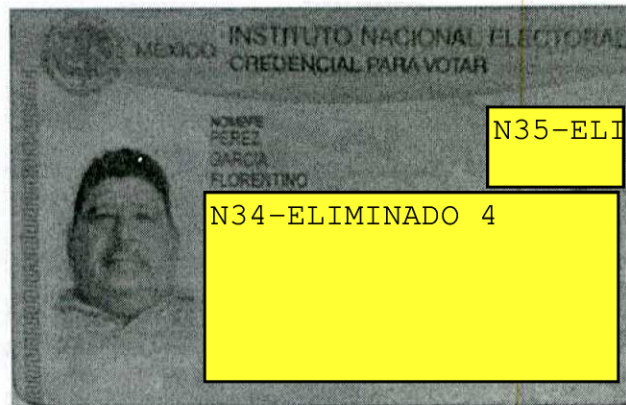 MÉXICO INSTITUTO NACIONAL ELECTORAL
CREDENCIAL PARA VOTAR
NOMBRE
PEREZ
GARCIA
FLORENTINO
N35-ELI
N34-ELIMINADO 4